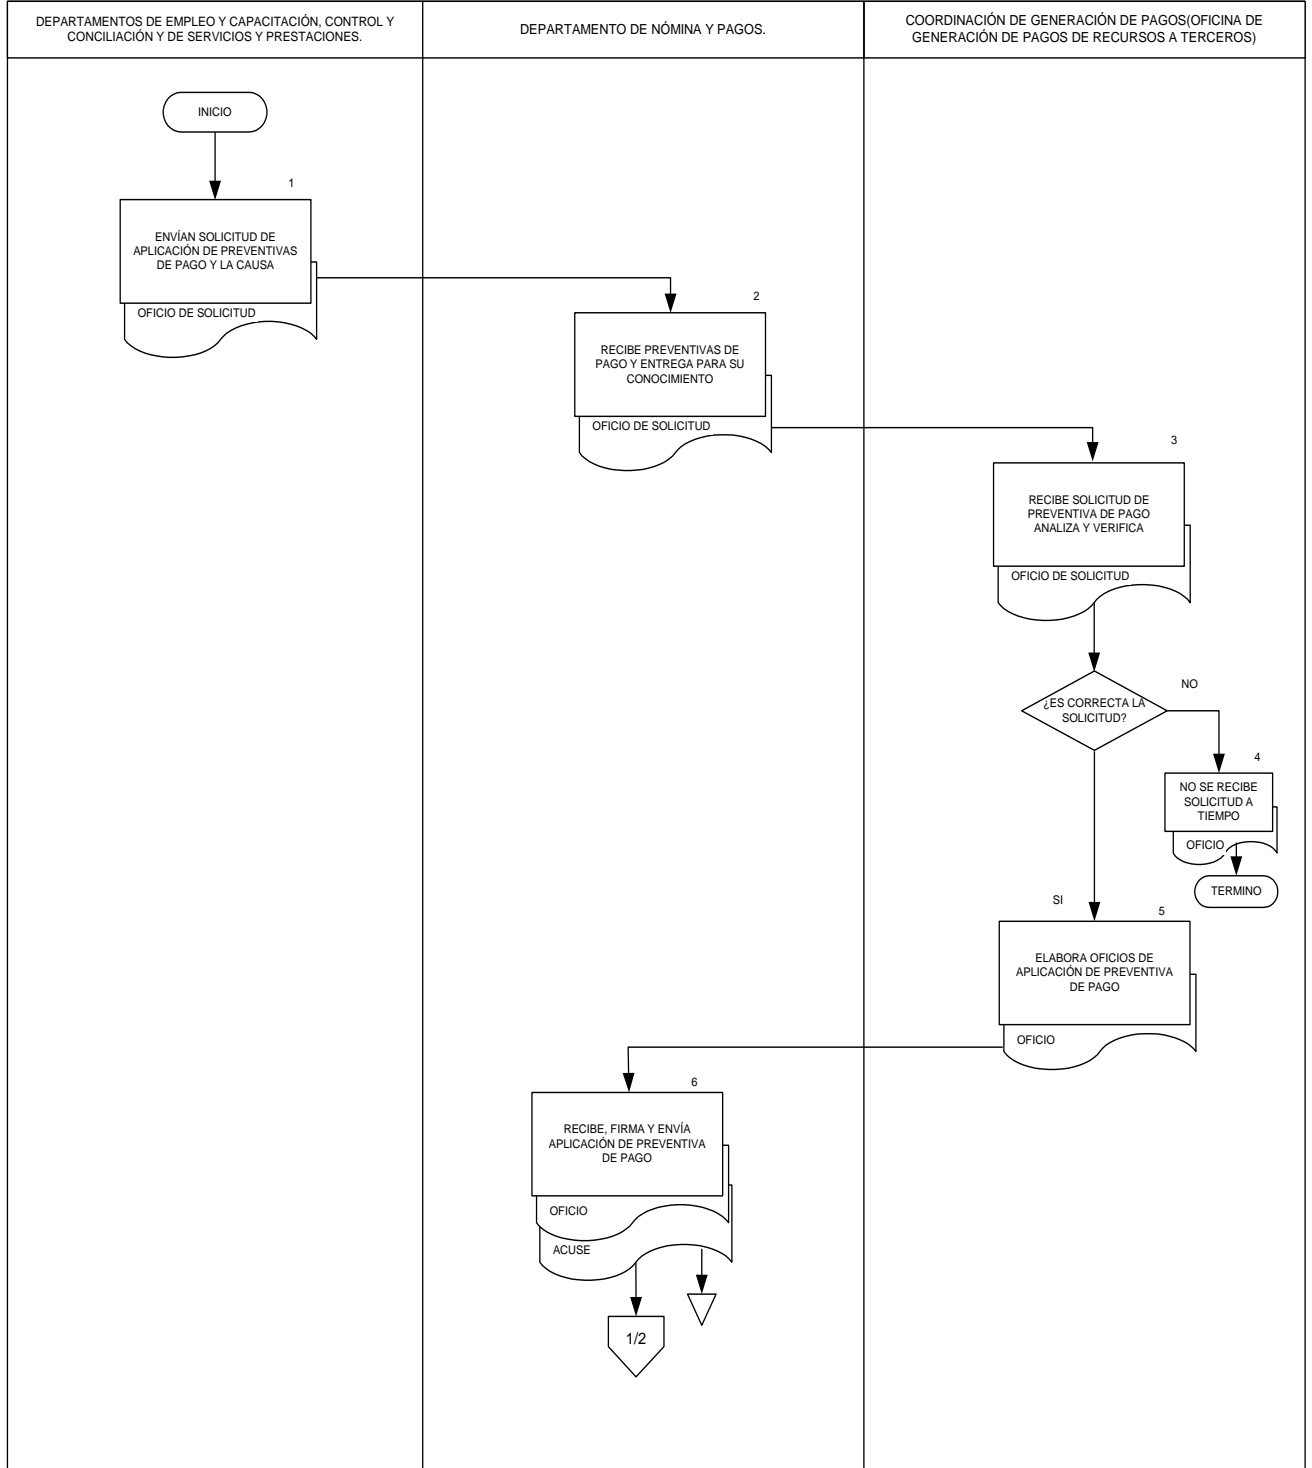 DEPARTAMENTOS DE EMPLEO Y CAPACITACIÓN, CONTROL Y
CONCILIACIÓN Y DE SERVICIOS Y PRESTACIONES.
DEPARTAMENTO DE NÓMINA Y PAGOS.
COORDINACIÓN DE GENERACIÓN DE PAGOS(OFICINA DE
GENERACIÓN DE PAGOS DE RECURSOS A TERCEROS)
INICIO
1
ENVÍAN SOLICITUD DE
APLICACIÓN DE PREVENTIVAS
DE PAGO Y LA CAUSA
OFICIO DE SOLICITUD
2
RECIBE PREVENTIVAS DE
PAGO Y ENTREGA PARA SU
CONOCIMIENTO
OFICIO DE SOLICITUD
3
RECIBE SOLICITUD DE
PREVENTIVA DE PAGO
ANALIZA Y VERIFICA
OFICIO DE SOLICITUD
¿ES CORRECTA LA
SOLICITUD?
NO
4
NO SE RECIBE
SOLICITUD A
TIEMPO
OFICIO
TERMINO
SI
5
ELABORA OFICIOS DE
APLICACIÓN DE PREVENTIVA
DE PAGO
OFICIO
6
RECIBE, FIRMA Y ENVÍA
APLICACIÓN DE PREVENTIVA
DE PAGO
OFICIO
ACUSE
1/2